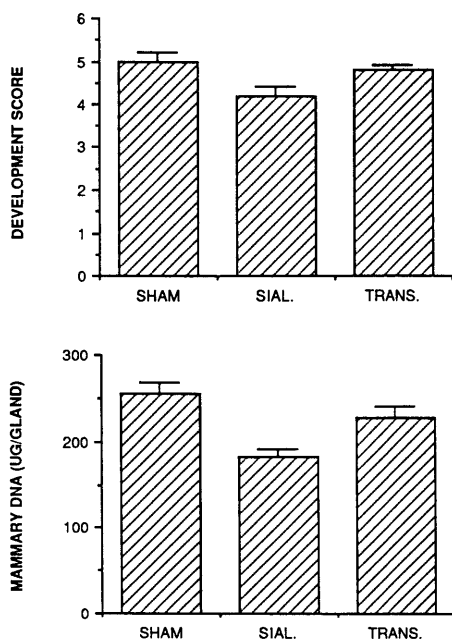 6
5
4
3
2
1
0
DEVELOPMENT SCORE
SHAM SIAL. TRANS.
300
200
100
0
MAMMARY DNA (UG/GLAND)
SHAM SIAL. TRANS.